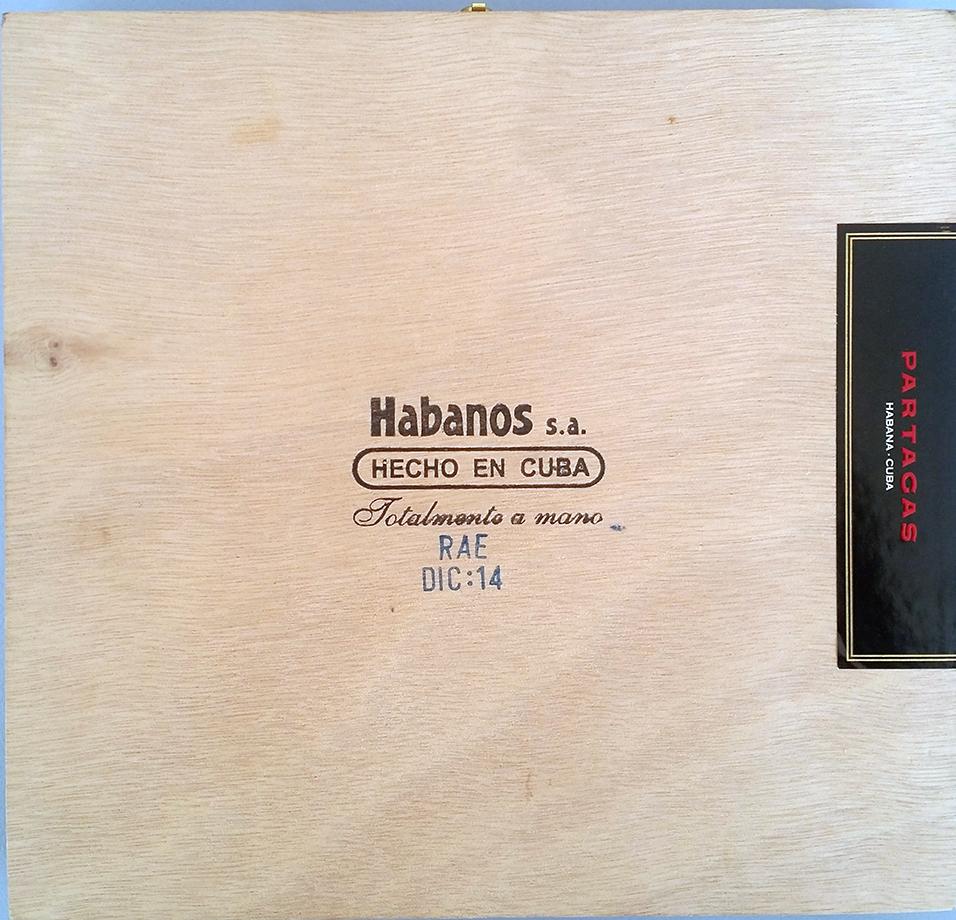 Habanos s.a.
HECHO EN CUBA
Totalmente a mano
RAE
DIC:14
PARTAGAS
HABANA · CUBA